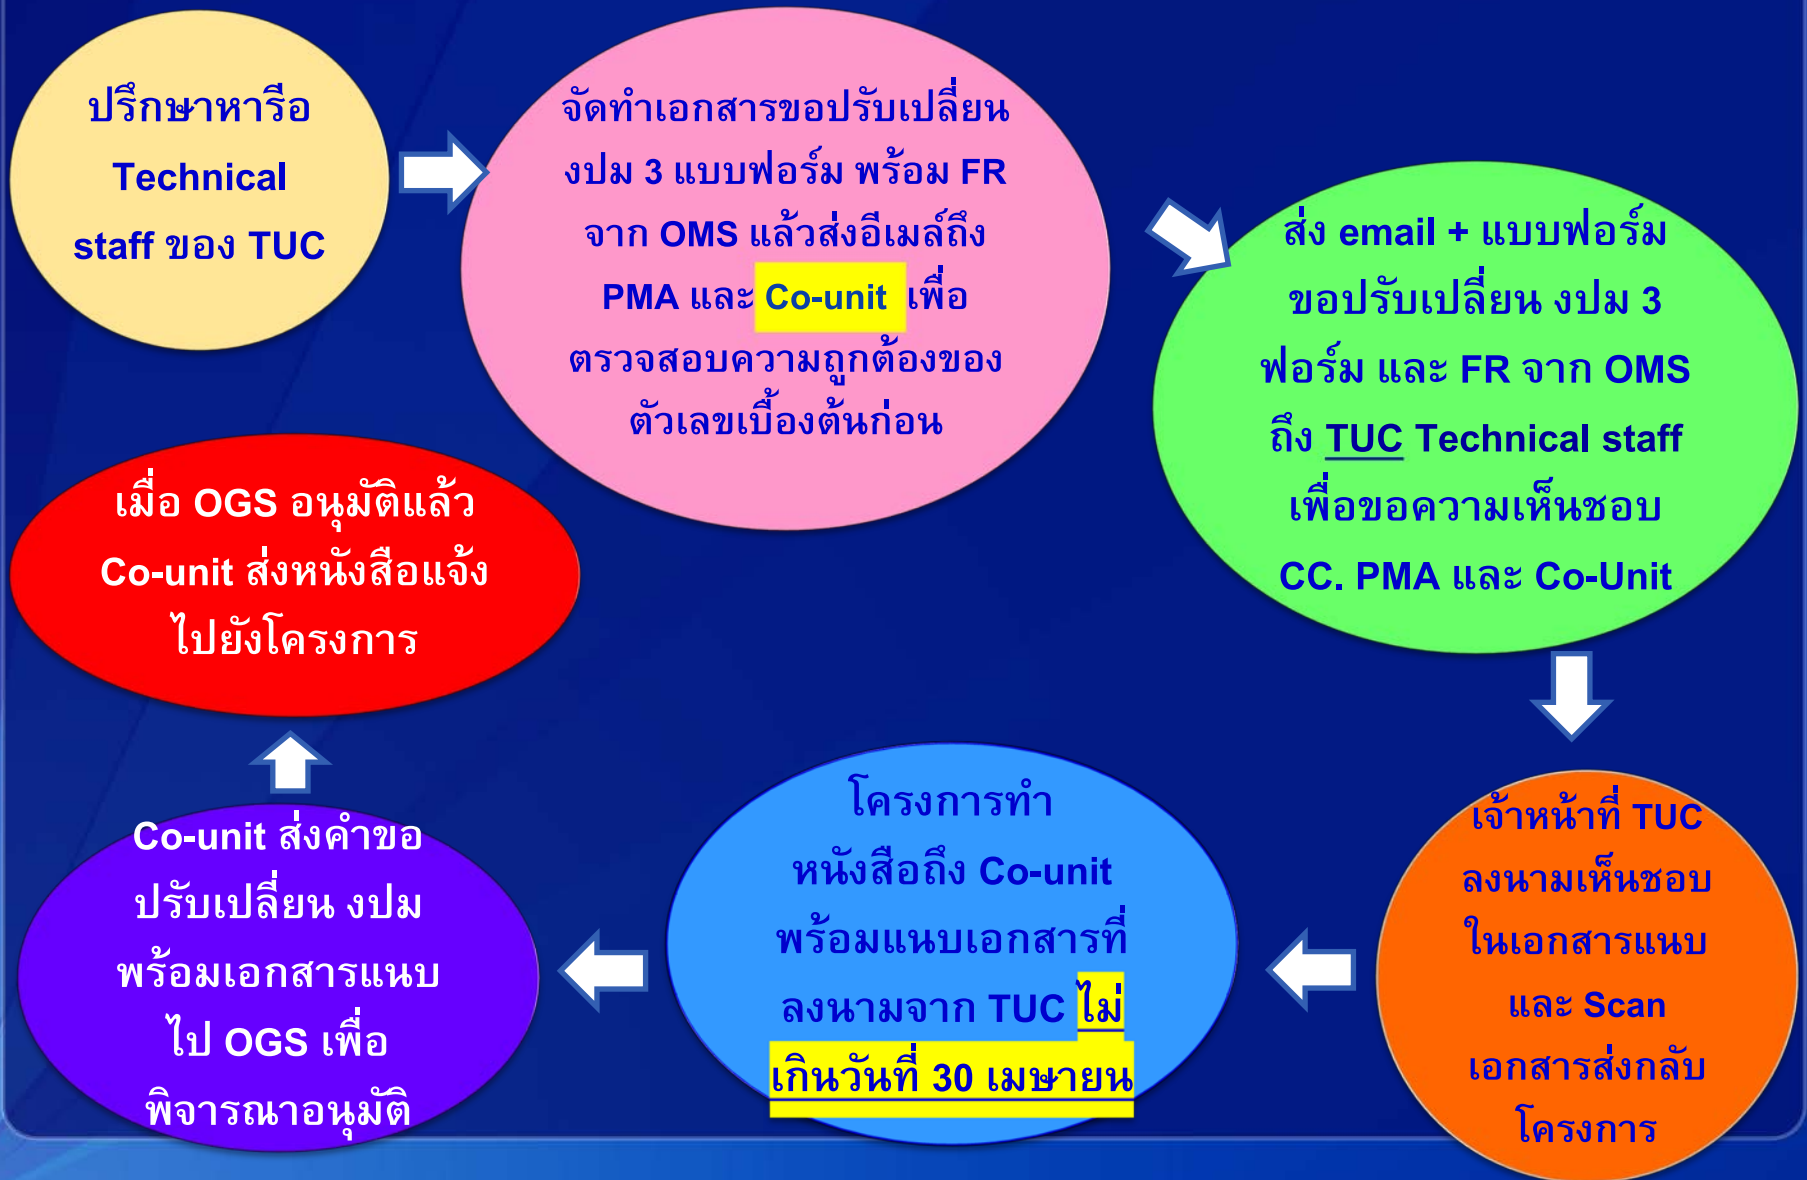 ปรึกษาหารือ
Technical
staff ของ TUC
จัดทำเอกสารขอปรับเปลี่ยน
งปม 3 แบบฟอร์ม พร้อม FR
จาก OMS แล้วส่งอีเมล์ถึง
PMA และ Co-unit เพื่อ
ตรวจสอบความถูกต้องของ
ตัวเลขเบื้องต้นก่อน
ส่ง email + แบบฟอร์ม
ขอปรับเปลี่ยน งปม 3
ฟอร์ม และ FR จาก OMS
ถึง TUC Technical staff
เพื่อขอความเห็นชอบ
CC. PMA และ Co-Unit
เจ้าหน้าที่ TUC
ลงนามเห็นชอบ
ในเอกสารแนบ
และ Scan
เอกสารส่งกลับ
โครงการ
โครงการทำ
หนังสือถึง Co-unit
พร้อมแนบเอกสารที่
ลงนามจาก TUC ไม่
เกินวันที่ 30 เมษายน
Co-unit ส่งคำขอ
ปรับเปลี่ยน งปม
พร้อมเอกสารแนบ
ไป OGS เพื่อ
พิจารณาอนุมัติ
เมื่อ OGS อนุมัติแล้ว
Co-unit ส่งหนังสือแจ้ง
ไปยังโครงการ